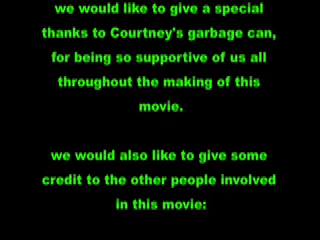 we would like to give a special
thanks to Courtney's garbage can,
for being so supportive of us all
throughout the making of this
movie.
we would also like to give some
credit to the other people involved
in this movie: